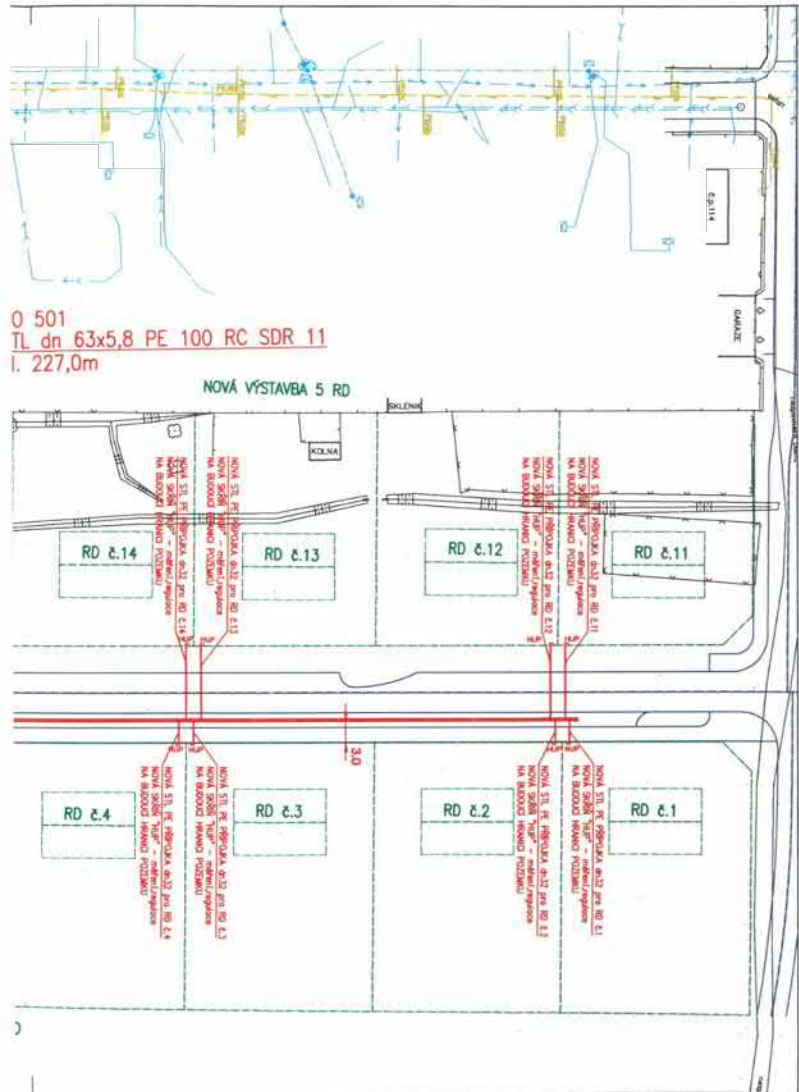 č.p.114
GARÁŽE
O 501
TL dn 63x5,8 PE 100 RC SDR 11
l. 227,0m
NOVÁ VÝSTAVBA 5 RD
SKLENÍK
KOLNA
NOVÁ STL PE PŘÍPOJKA dn32 pro RD č.14
NOVÁ SKŘÍŇ "HUP" - měření,regulace
NA BUDOUCÍ HRANICI POZEMKU
NOVÁ STL PE PŘÍPOJKA dn32 pro RD č.13
NOVÁ SKŘÍŇ "HUP" - měření,regulace
NA BUDOUCÍ HRANICI POZEMKU
NOVÁ STL PE PŘÍPOJKA dn32 pro RD č.12
NOVÁ SKŘÍŇ "HUP" - měření,regulace
NA BUDOUCÍ HRANICI POZEMKU
NOVÁ STL PE PŘÍPOJKA dn32 pro RD č.11
NOVÁ SKŘÍŇ "HUP" - měření,regulace
NA BUDOUCÍ HRANICI POZEMKU
RD č.14
RD č.13
RD č.12
RD č.11
HUP
HUP
HUP
HUP
3,0
HUP
HUP
HUP
HUP
RD č.4
RD č.3
RD č.2
RD č.1
NOVÁ STL PE PŘÍPOJKA dn32 pro RD č.4
NOVÁ SKŘÍŇ "HUP" - měření,regulace
NA BUDOUCÍ HRANICI POZEMKU
NOVÁ STL PE PŘÍPOJKA dn32 pro RD č.3
NOVÁ SKŘÍŇ "HUP" - měření,regulace
NA BUDOUCÍ HRANICI POZEMKU
NOVÁ STL PE PŘÍPOJKA dn32 pro RD č.2
NOVÁ SKŘÍŇ "HUP" - měření,regulace
NA BUDOUCÍ HRANICI POZEMKU
NOVÁ STL PE PŘÍPOJKA dn32 pro RD č.1
NOVÁ SKŘÍŇ "HUP" - měření,regulace
NA BUDOUCÍ HRANICI POZEMKU